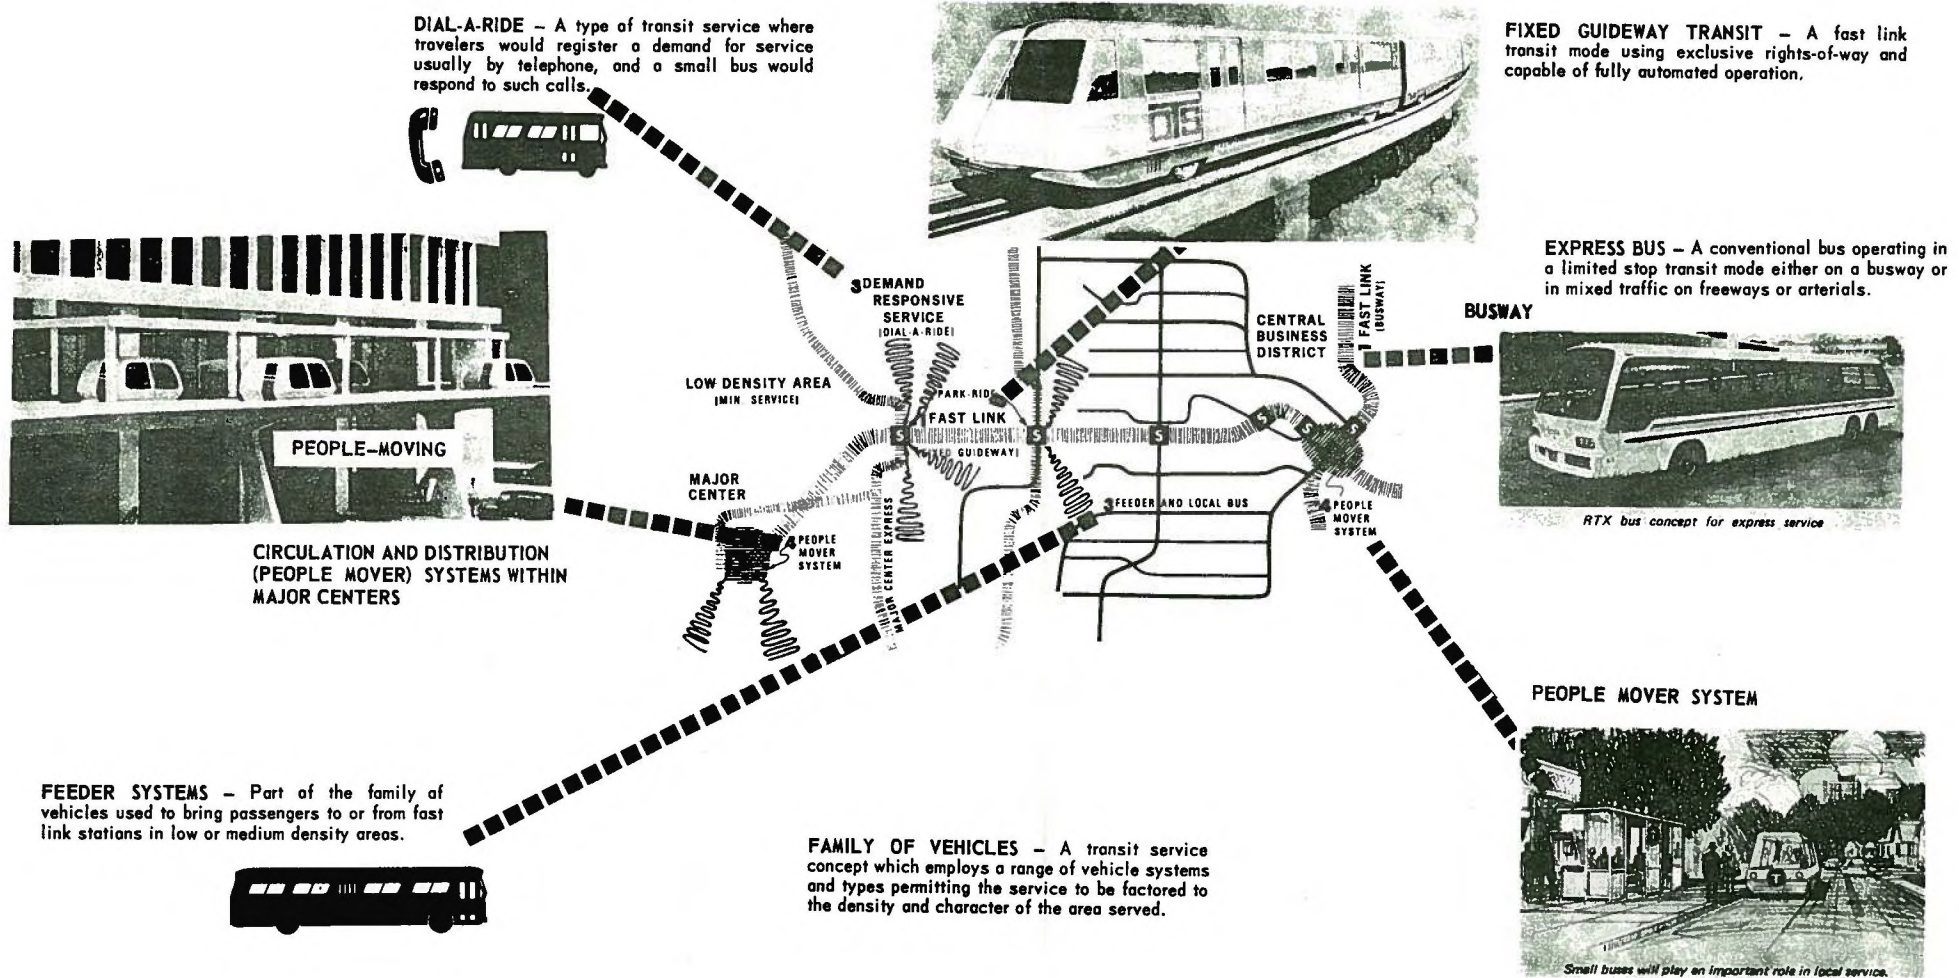 DIAL-A-RIDE – A type of transit service where
travelers would register a demand for service
usually by telephone, and a small bus would
respond to such calls.
FIXED GUIDEWAY TRANSIT – A fast link
transit mode using exclusive rights-of-way and
capable of fully automated operation.
EXPRESS BUS – A conventional bus operating in
a limited stop transit mode either on a busway or
in mixed traffic on freeways or arterials.
BUSWAY
RTX bus concept for express service
PEOPLE-MOVING
CIRCULATION AND DISTRIBUTION
(PEOPLE MOVER) SYSTEMS WITHIN
MAJOR CENTERS
3 DEMAND
RESPONSIVE
SERVICE
(DIAL-A-RIDE)
LOW DENSITY AREA
(MIN. SERVICE)
PARK-RIDE
FAST LINK
(FIXED GUIDEWAY)
S
S
S
S
S
S
CENTRAL
BUSINESS
DISTRICT
1 FAST LINK
(BUSWAY)
MAJOR
CENTER
4 PEOPLE
MOVER
SYSTEM
MAJOR CENTER EXPRESS
3 FEEDER AND LOCAL BUS
4 PEOPLE
MOVER
SYSTEM
PEOPLE MOVER SYSTEM
T
Small buses will play an important role in local service.
FEEDER SYSTEMS – Part of the family of
vehicles used to bring passengers to or from fast
link stations in low or medium density areas.
FAMILY OF VEHICLES – A transit service
concept which employs a range of vehicle systems
and types permitting the service to be factored to
the density and character of the area served.